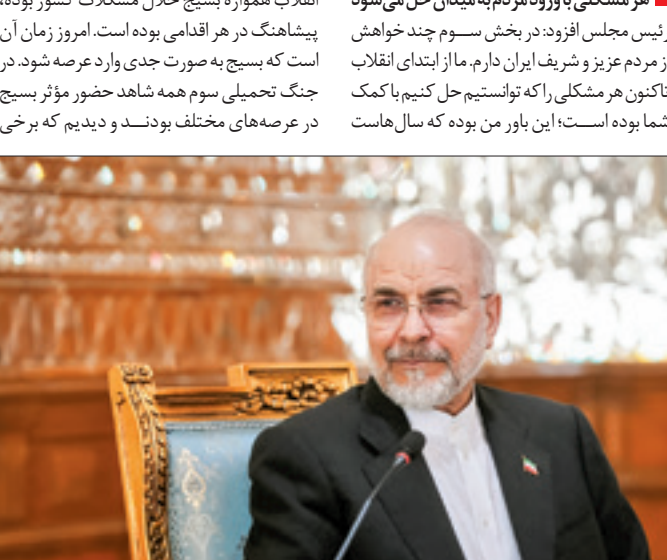 هر مشکلی با ورود مردم به میدان حل می‌شود
رئیس مجلس افزود: در بخش سوم چند خواهش
از مردم عزیز و شریف ایران دارم. ما از ابتدای انقلاب
تاکنون هر مشکلی را که توانستیم حل کنیم با کمک
شما بوده است؛ این باور من بوده که سال‌هاست
انقلاب همواره بسیج حلال مشکلات کشور بوده،
پیشاهنگ در هر اقدامی بوده است. امروز زمان آن
است که بسیج به صورت جدی وارد عرصه شود. در
جنگ تحمیلی سوم همه شاهد حضور مؤثر بسیج
در عرصه‌های مختلف بودند و دیدیم که برخی